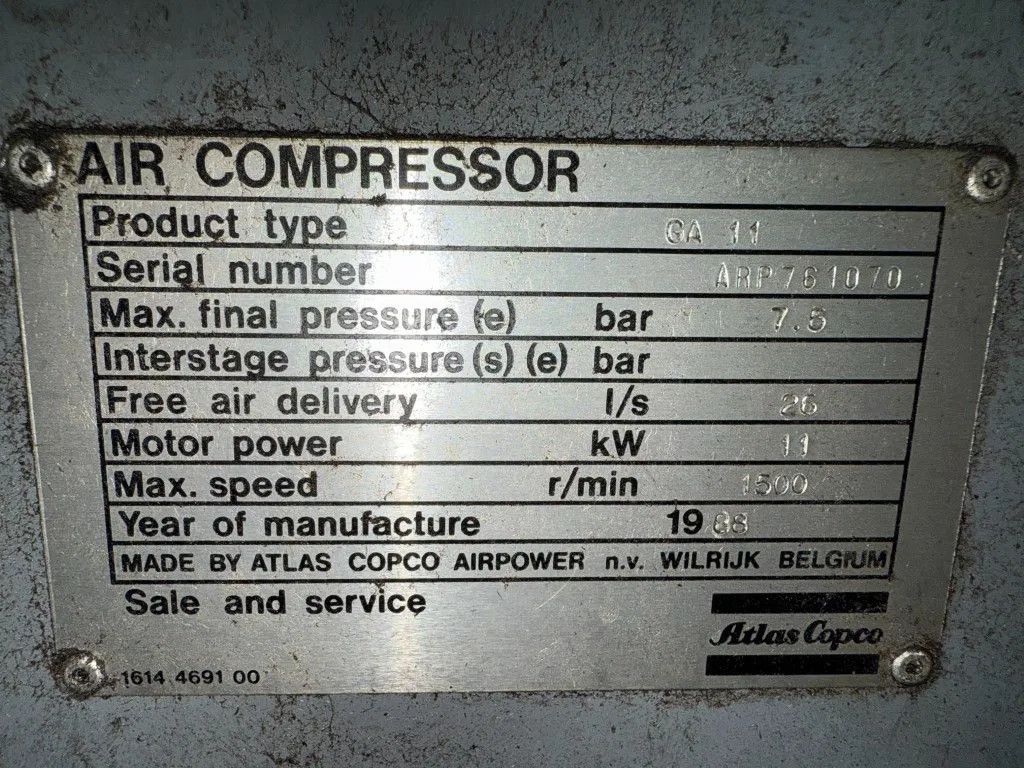 AIR COMPRESSOR
Product type GA 11
Serial number ARP761070
Max. final pressure (e) bar
Interstage pressure (s) (e) bar
Free air delivery l/s 26
Motor power kW 11
Max. speed r/min 1500
Year of manufacture 1988
MADE BY ATLAS COPCO AIRPOWER n.v. WILRIJK BELGIUM
Sale and service
Atlas Copco
1614 4691 00